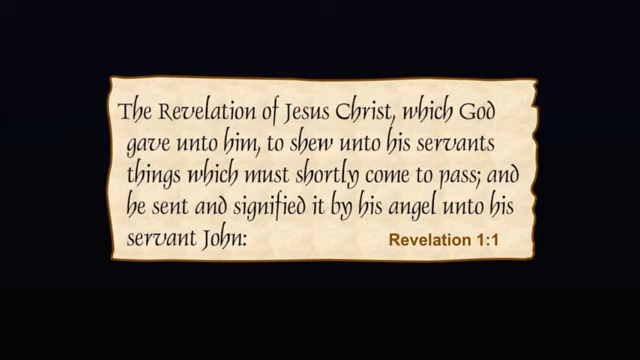 The Revelation of Jesus Christ, which God
gave unto him, to shew unto his servants
things which must shortly come to pass; and
he sent and signified it by his angel unto his
servant John:
Revelation 1:1